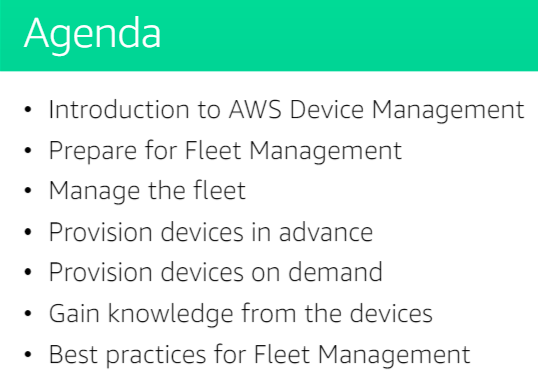 Agenda
• Introduction to AWS Device Management
• Prepare for Fleet Management
• Manage the fleet
• Provision devices in advance
• Provision devices on demand
• Gain knowledge from the devices
• Best practices for Fleet Management